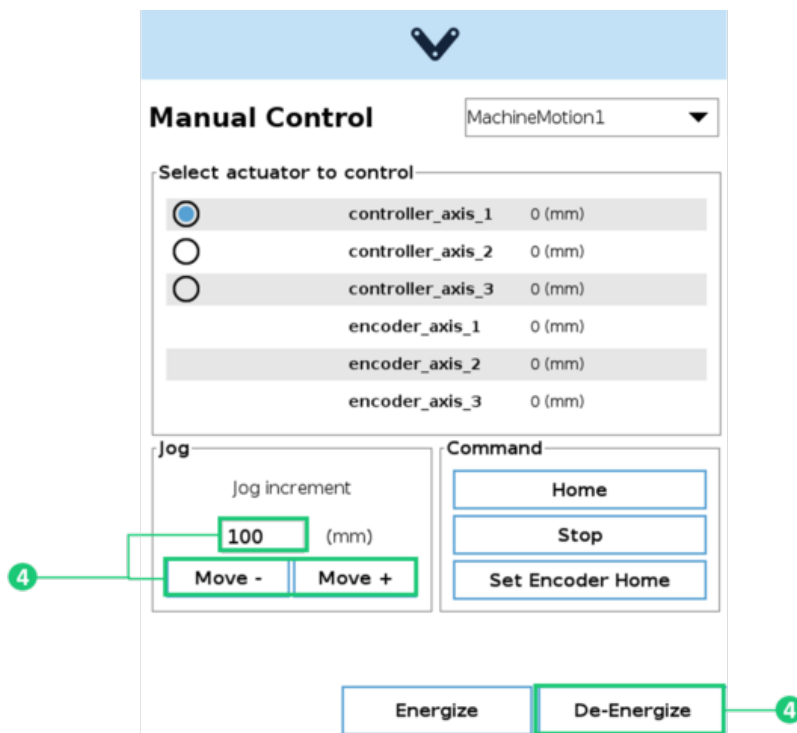 Manual Control
MachineMotion1
Select actuator to control
controller_axis_1 0 (mm)
controller_axis_2 0 (mm)
controller_axis_3 0 (mm)
encoder_axis_1 0 (mm)
encoder_axis_2 0 (mm)
encoder_axis_3 0 (mm)
Jog
Jog increment
100 (mm)
4
Move - Move +
Command
Home
Stop
Set Encoder Home
Energize De-Energize
4